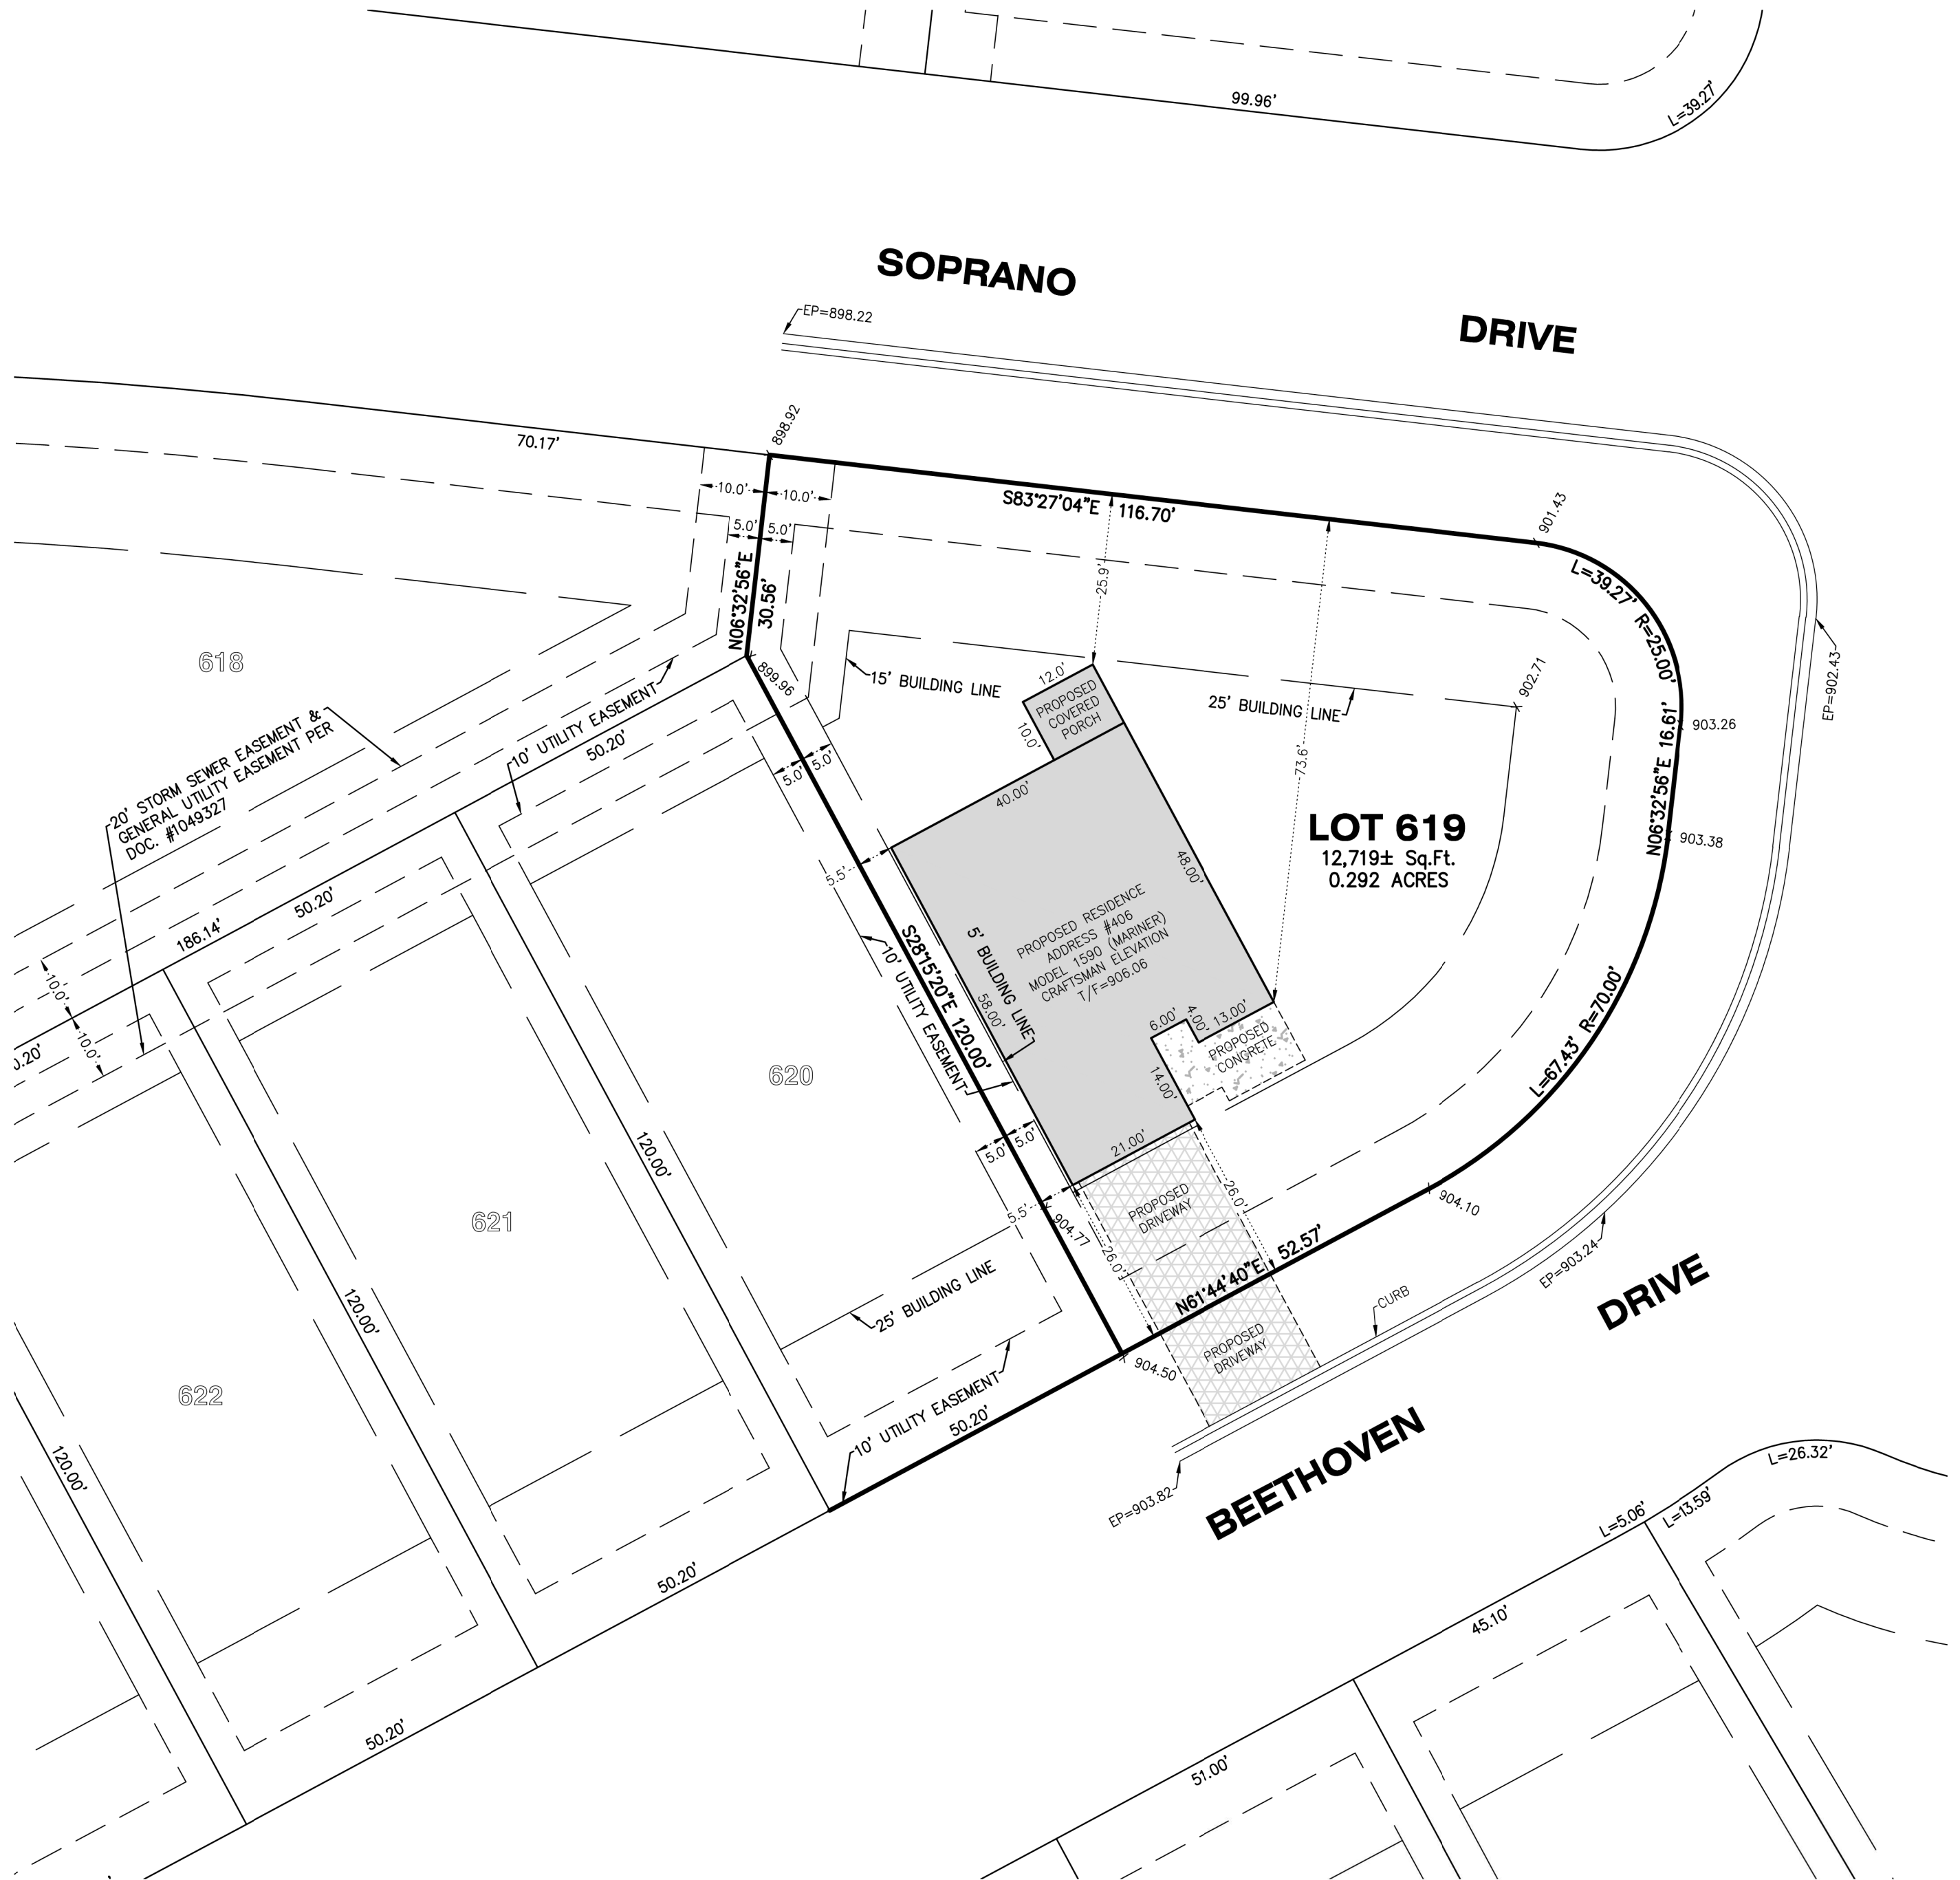 99.96'
L=39.27'
SOPRANO
DRIVE
EP=898.22
898.92
70.17'
10.0'
10.0'
5.0'
5.0'
S83°27'04"E 116.70'
901.43
L=39.27' R=25.00'
N06°32'56"E
30.56'
25.9'
899.96
15' BUILDING LINE
25' BUILDING LINE
902.71
903.26
N06°32'56"E 16.61'
903.38
EP=902.43
618
20' STORM SEWER EASEMENT &
GENERAL UTILITY EASEMENT PER
DOC. #1049327
10' UTILITY EASEMENT
50.20'
50.20'
186.14'
10.0'
10.0'
0.20'
5.0'
5.0'
12.0'
PROPOSED
COVERED
PORCH
10.0'
40.00'
48.00'
73.6'
LOT 619
12,719± Sq.Ft.
0.292 ACRES
5.5'
PROPOSED RESIDENCE
ADDRESS #406
MODEL 1590 (MARINER)
CRAFTSMAN ELEVATION
T/F=906.06
5' BUILDING LINE
58.00'
S28°15'20"E 120.00'
10' UTILITY EASEMENT
6.00'
4.00'
13.00'
PROPOSED
CONCRETE
14.00'
21.00'
L=67.43' R=70.00'
620
621
622
120.00'
120.00'
120.00'
5.0'
5.0'
5.5'
904.77
26.0'
26.0'
PROPOSED
DRIVEWAY
N61°44'40"E
52.57'
904.10
EP=903.24
CURB
PROPOSED
DRIVEWAY
904.50
25' BUILDING LINE
10' UTILITY EASEMENT
50.20'
EP=903.82
BEETHOVEN
DRIVE
50.20'
50.20'
L=26.32'
L=5.06'
L=13.59'
45.10'
51.00'